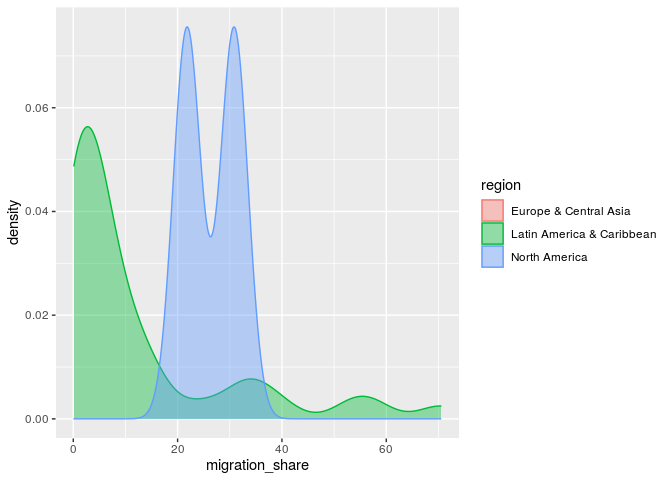 0.06
0.04
0.02
0.00
density
0
20
40
60
migration_share
region
Europe & Central Asia
Latin America & Caribbean
North America